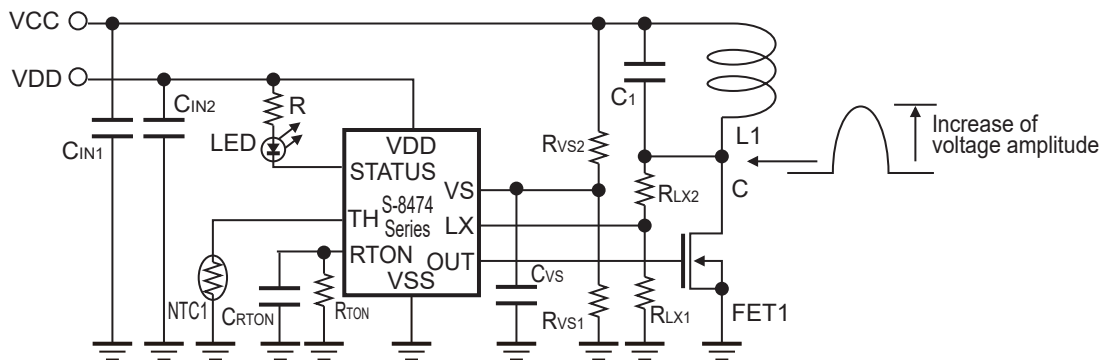 VCC
VDD
CIN1
CIN2
R
LED
VDD
STATUS
TH
S-8474
Series
VS
LX
RTON
OUT
VSS
NTC1
CRTON
RTON
CVS
RVS2
RVS1
C1
RLX2
RLX1
L1
C
FET1
Increase of
voltage amplitude